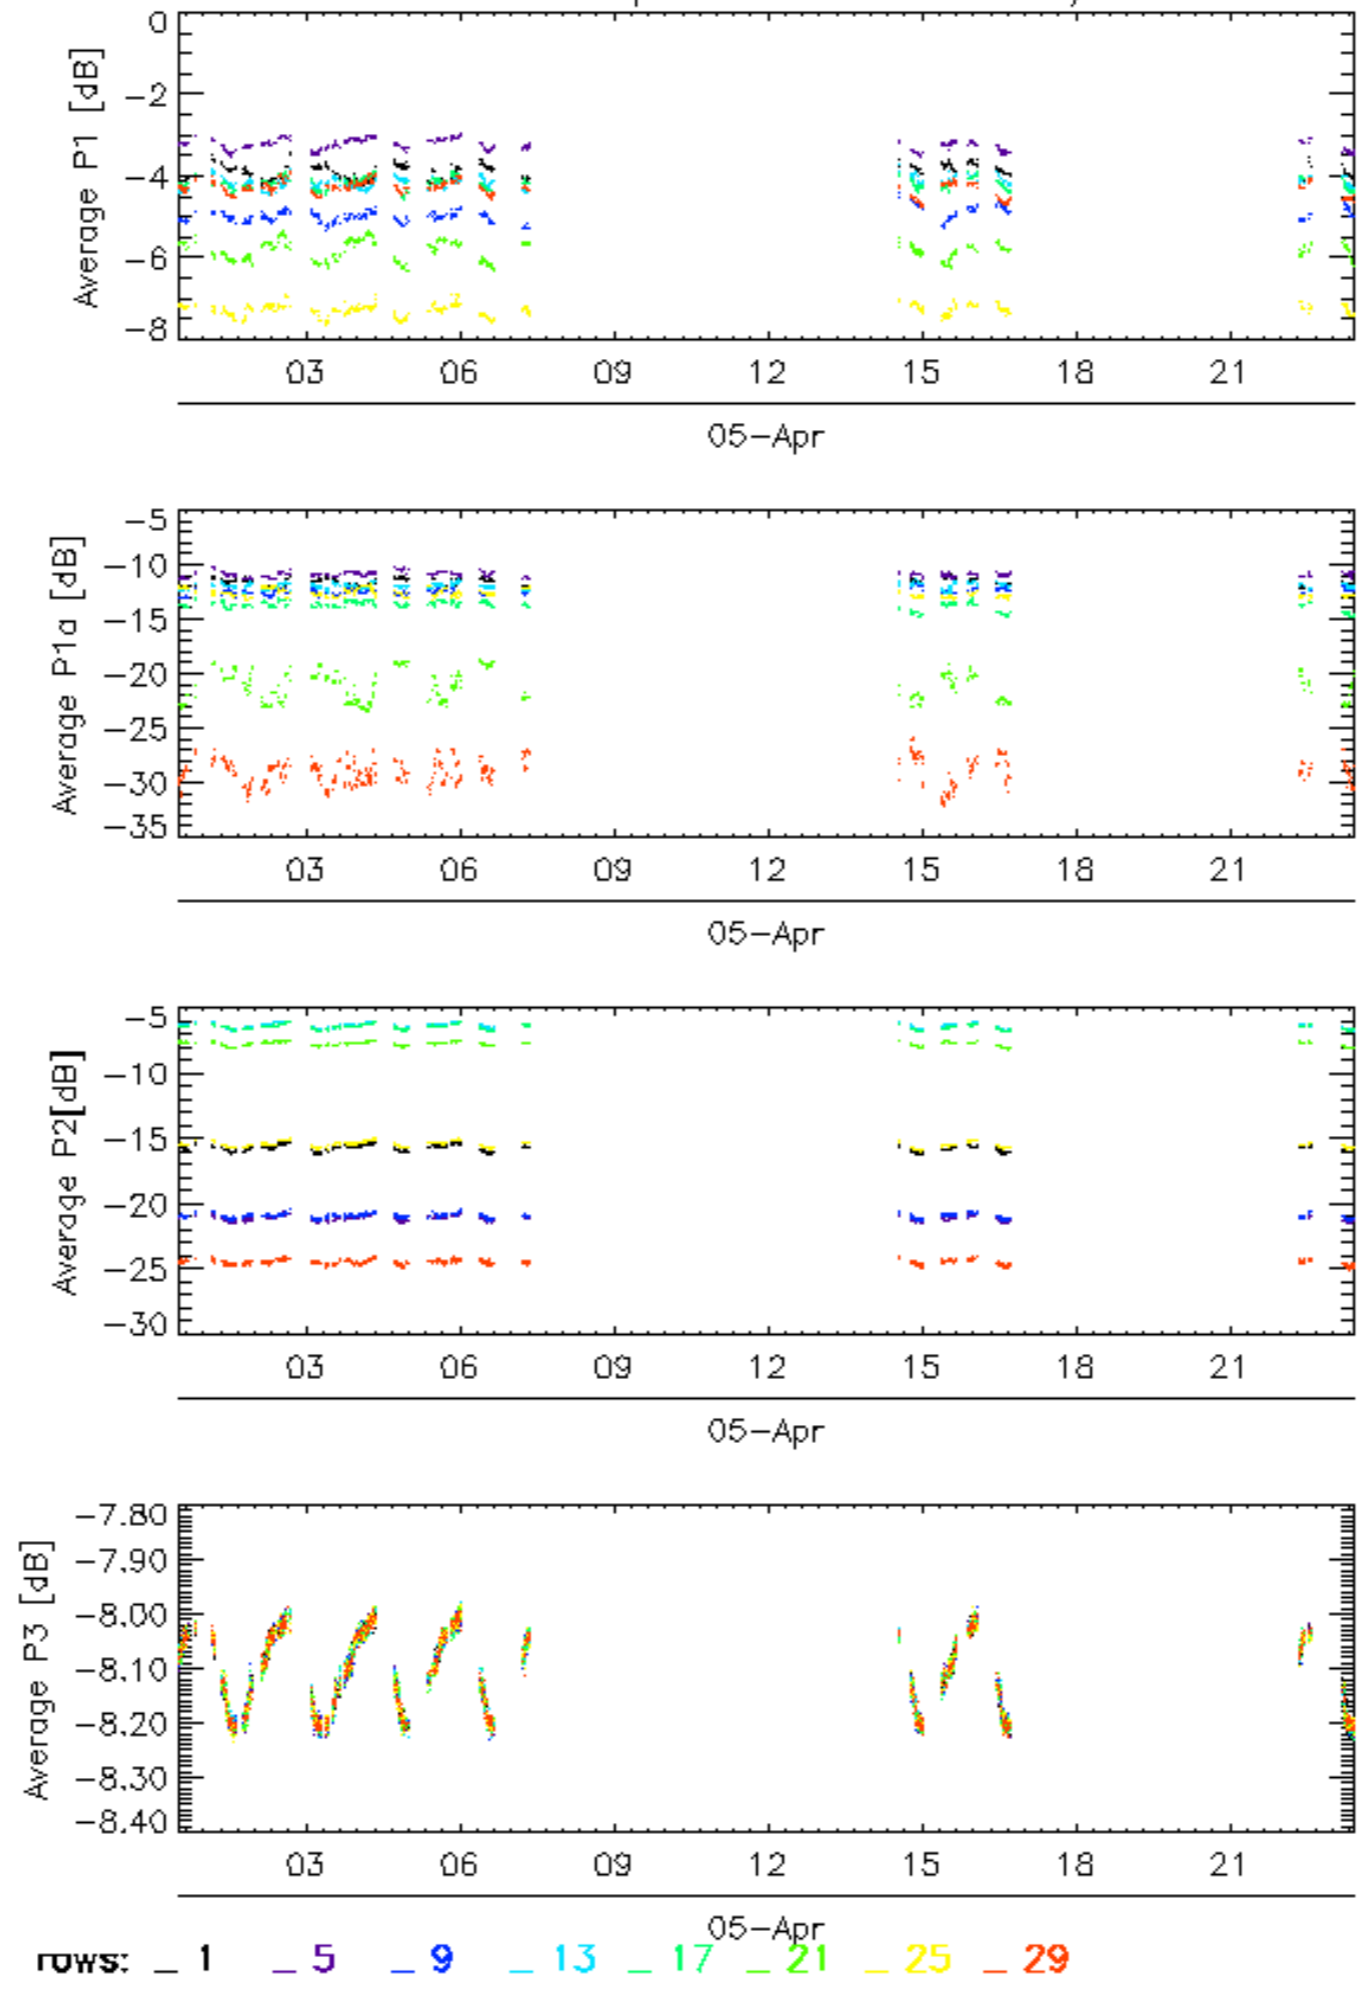 Average P1 [dB]
0
−2
−4
−6
−8
03 06 09 12 15 18 21
05−Apr
Average P1a [dB]
−5
−10
−15
−20
−25
−30
−35
03 06 09 12 15 18 21
05−Apr
Average P2[dB]
−5
−10
−15
−20
−25
−30
03 06 09 12 15 18 21
05−Apr
Average P3 [dB]
−7.80
−7.90
−8.00
−8.10
−8.20
−8.30
−8.40
03 06 09 12 15 18 21
05−Apr
rows: _ 1 _ 5 _ 9 _ 13 _ 17 _ 21 _ 25 _ 29